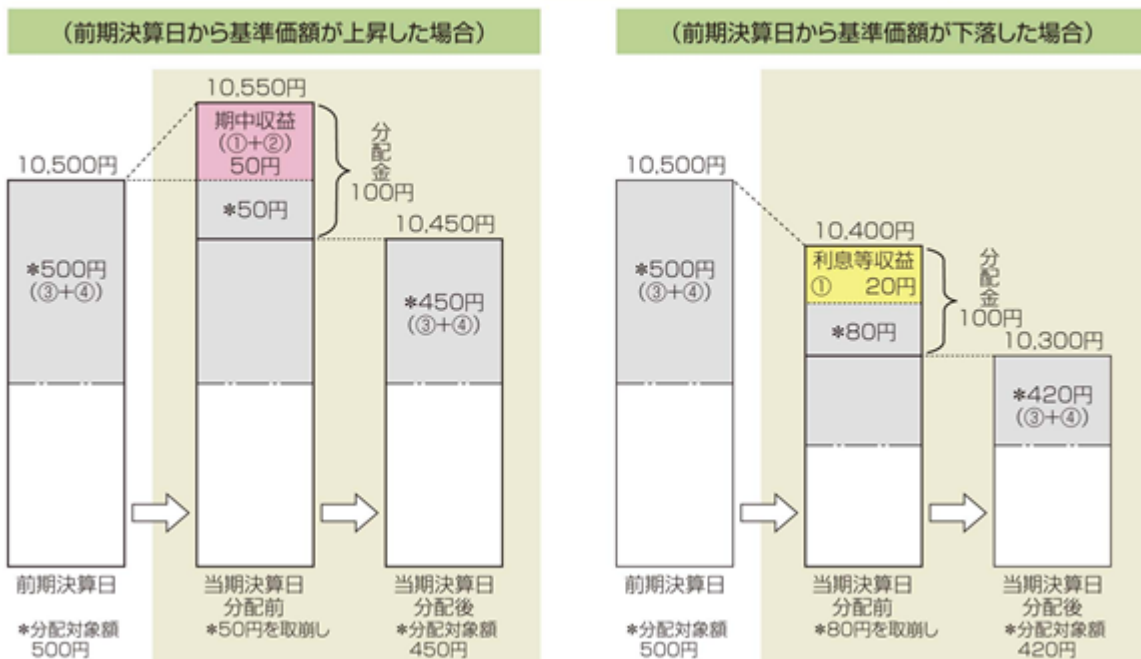 （前期決算日から基準価額が上昇した場合）
10,550円
期中収益
（①＋②）
50円
＊50円
分配金
100円
10,500円
＊500円
（③＋④）
10,450円
＊450円
（③＋④）
前期決算日
＊分配対象額
500円
当期決算日
分配前
＊50円を取崩し
当期決算日
分配後
＊分配対象額
450円
（前期決算日から基準価額が下落した場合）
10,500円
＊500円
（③＋④）
10,400円
利息等収益
① 20円
＊80円
分配金
100円
10,300円
＊420円
（③＋④）
前期決算日
＊分配対象額
500円
当期決算日
分配前
＊80円を取崩し
当期決算日
分配後
＊分配対象額
420円